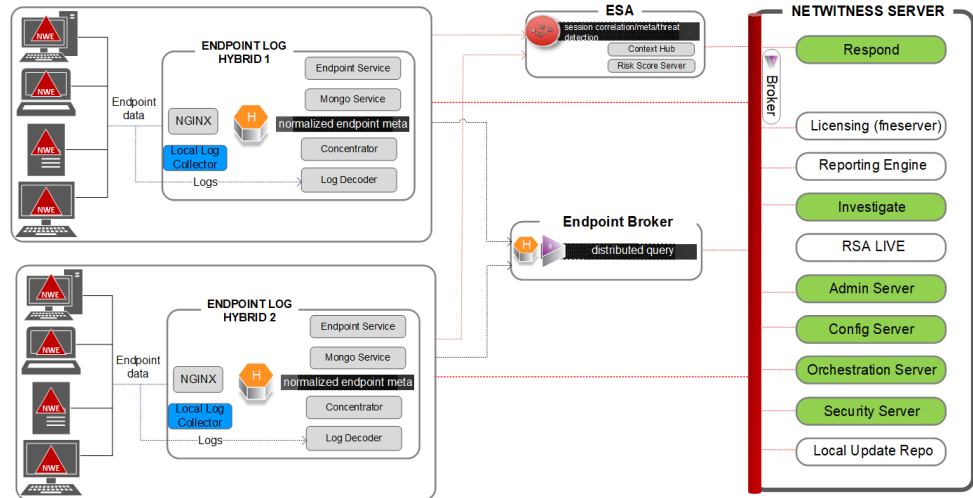 NWE
NWE
NWE
NWE
Endpoint
data
ENDPOINT LOG
HYBRID 1
NGINX
Local Log
Collector
Logs
H
Endpoint Service
Mongo Service
normalized endpoint meta
Concentrator
Log Decoder
NWE
NWE
NWE
NWE
Endpoint
data
ENDPOINT LOG
HYBRID 2
NGINX
Local Log
Collector
Logs
H
Endpoint Service
Mongo Service
normalized endpoint meta
Concentrator
Log Decoder
ESA
session correlation/meta/threat
detection
Context Hub
Risk Score Server
Endpoint Broker
H
B
distributed query
NETWITNESS SERVER
Broker
Respond
Licensing (fneserver)
Reporting Engine
Investigate
RSA LIVE
Admin Server
Config Server
Orchestration Server
Security Server
Local Update Repo